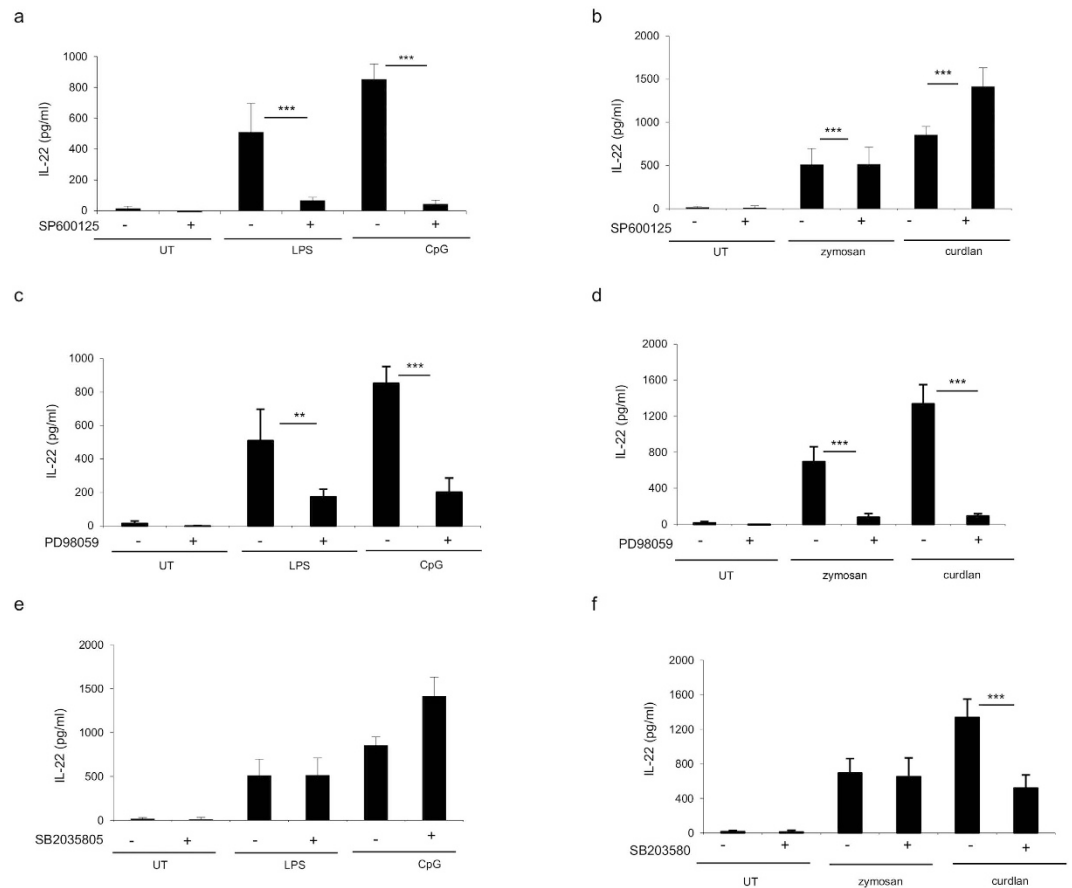 a
1000
800
600
400
200
0
IL-22 (pg/ml)
*** ***
SP600125 - + - + - +
UT LPS CpG
b
2000
1500
1000
500
0
IL-22 (pg/ml)
*** ***
SP600125 - + - + - +
UT zymosan curdlan
c
1000
800
600
400
200
0
IL-22 (pg/ml)
** ***
PD98059 - + - + - +
UT LPS CpG
d
2000
1600
1200
800
400
0
IL-22 (pg/ml)
*** ***
PD98059 - + - + - +
UT zymosan curdlan
e
2000
1500
1000
500
0
IL-22 (pg/ml)
SB2035805 - + - + - +
UT LPS CpG
f
2000
1600
1200
800
400
0
IL-22 (pg/ml)
***
SB203580 - + - + - +
UT zymosan curdlan